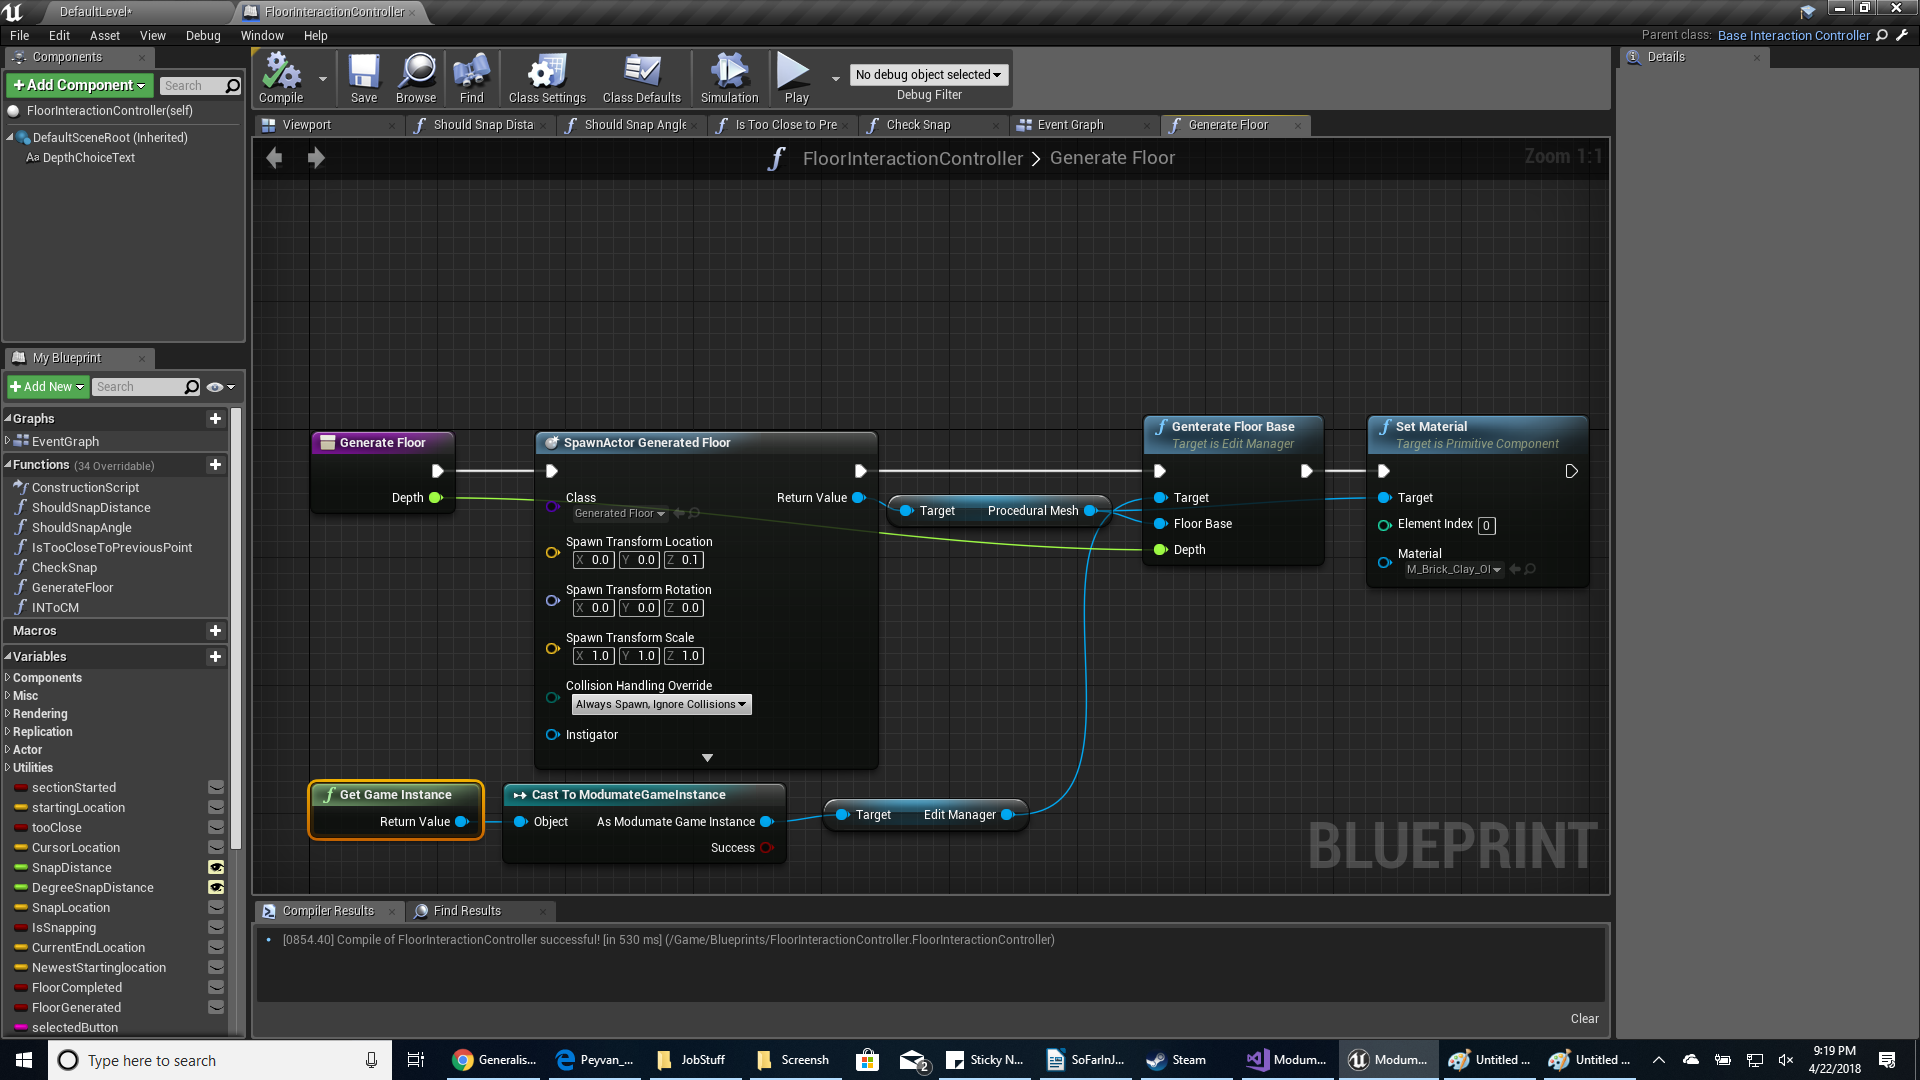 DefaultLevel*
FloorInteractionController
File Edit Asset View Debug Window Help
Parent class: Base Interaction Controller
Components
Add Component
Search
FloorInteractionController(self)
DefaultSceneRoot (Inherited)
Aa DepthChoiceText
Compile
Save
Browse
Find
Class Settings
Class Defaults
Simulation
Play
No debug object selected
Debug Filter
Details
Viewport
Should Snap Dista
Should Snap Angle
Is Too Close to Pre
Check Snap
Event Graph
Generate Floor
FloorInteractionController > Generate Floor
Zoom 1:1
My Blueprint
Add New
Search
Graphs
EventGraph
Functions (34 Overridable)
ConstructionScript
ShouldSnapDistance
ShouldSnapAngle
IsTooCloseToPreviousPoint
CheckSnap
GenerateFloor
INToCM
Macros
Variables
Components
Misc
Rendering
Replication
Actor
Utilities
sectionStarted
startingLocation
tooClose
CursorLocation
SnapDistance
DegreeSnapDistance
SnapLocation
IsSnapping
CurrentEndLocation
NewestStartinglocation
FloorCompleted
FloorGenerated
selectedButton
Generate Floor
Depth
SpawnActor Generated Floor
Class
Generated Floor
Return Value
Spawn Transform Location
X 0.0 Y 0.0 Z 0.1
Spawn Transform Rotation
X 0.0 Y 0.0 Z 0.0
Spawn Transform Scale
X 1.0 Y 1.0 Z 1.0
Collision Handling Override
Always Spawn, Ignore Collisions
Instigator
Target Procedural Mesh
Genterate Floor Base
Target is Edit Manager
Target
Floor Base
Depth
Set Material
Target is Primitive Component
Target
Element Index 0
Material
M_Brick_Clay_Ol
Get Game Instance
Return Value
Cast To ModumateGameInstance
Object As Modumate Game Instance
Success
Target Edit Manager
BLUEPRINT
Compiler Results
Find Results
[0854.40] Compile of FloorInteractionController successful! [in 530 ms] (/Game/Blueprints/FloorInteractionController.FloorInteractionController)
Clear
Type here to search
Generalis...
Peyvan_...
JobStuff
Screensh
2
Sticky N...
SoFarInJ...
Steam
Modum...
Modum...
Untitled ...
Untitled ...
9:19 PM
4/22/2018